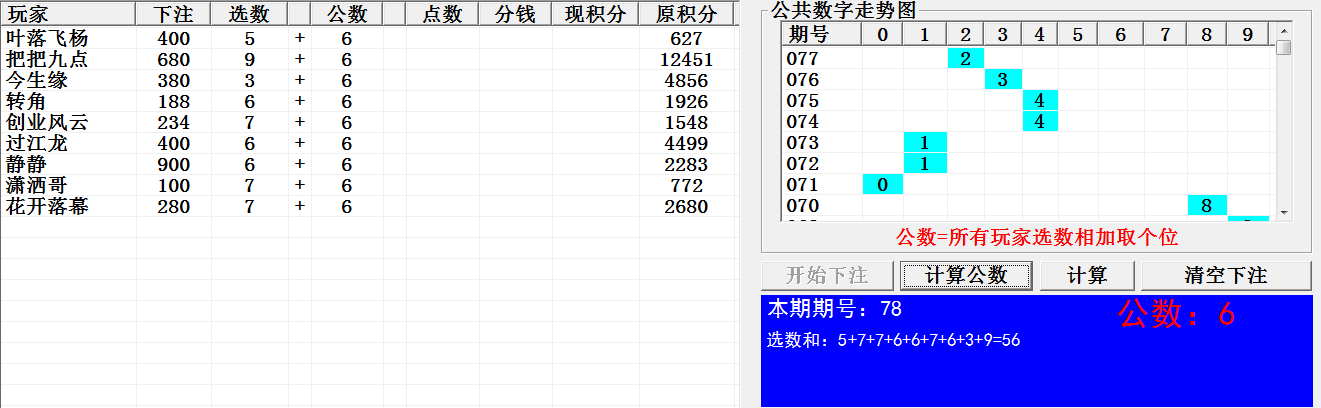 玩家 下注 选数 公数 点数 分钱 现积分 原积分
叶落飞杨 400 5 + 6 627
把把九点 680 9 + 6 12451
今生缘 380 3 + 6 4856
转角 188 6 + 6 1926
创业风云 234 7 + 6 1548
过江龙 400 6 + 6 4499
静静 900 6 + 6 2283
潇洒哥 100 7 + 6 772
花开落幕 280 7 + 6 2680
公共数字走势图
期号 0 1 2 3 4 5 6 7 8 9
077 2
076 3
075 4
074 4
073 1
072 1
071 0
070 8
公数=所有玩家选数相加取个位
开始下注 计算公数 计算 清空下注
本期期号：78 公数：6
选数和：5+7+7+6+6+7+6+3+9=56